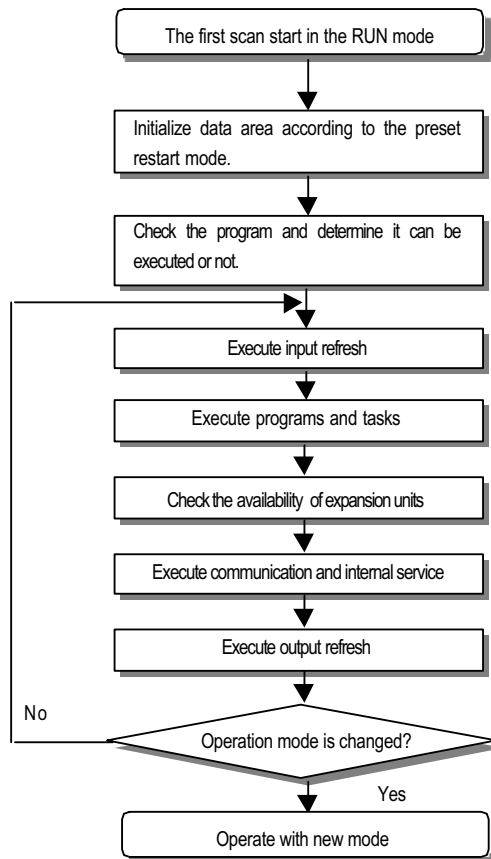 The first scan start in the RUN mode
Initialize data area according to the preset
restart mode.
Check the program and determine it can be
executed or not.
Execute input refresh
Execute programs and tasks
Check the availability of expansion units
Execute communication and internal service
Execute output refresh
No
Operation mode is changed?
Yes
Operate with new mode